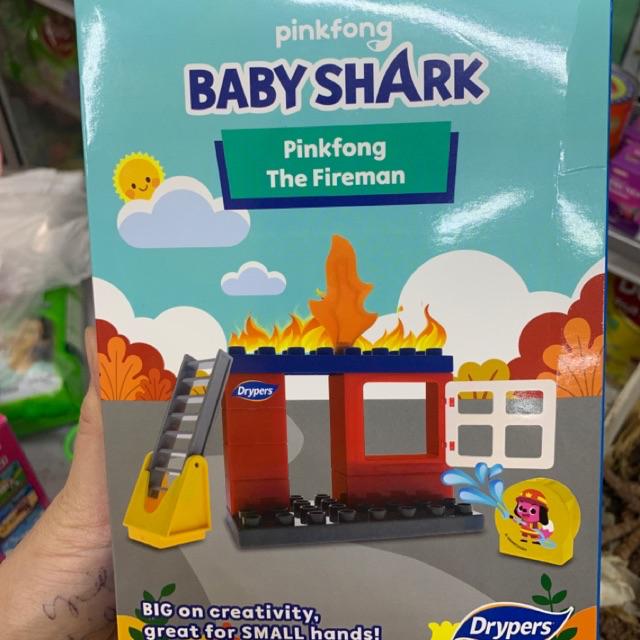 pinkfong
BABY SHARK
Pinkfong
The Fireman
Drypers
BIG on creativity,
great for SMALL hands!
Drypers